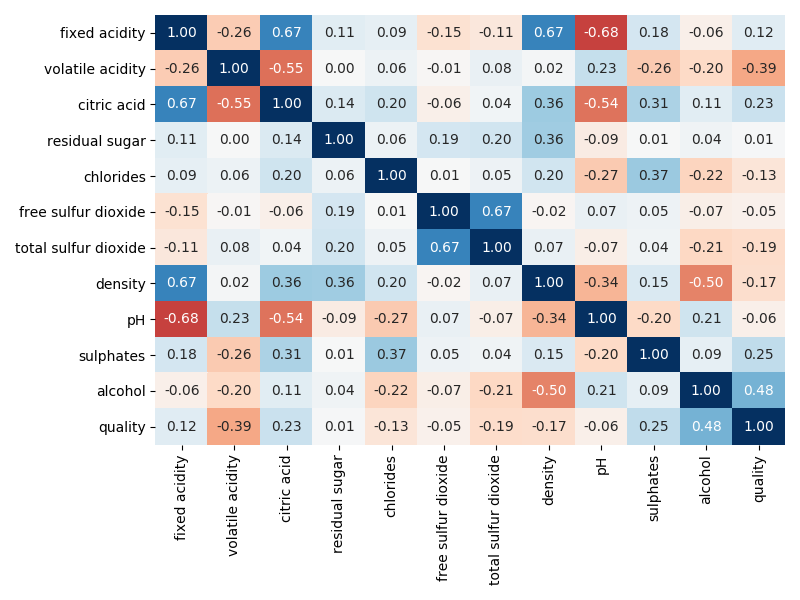 fixed acidity 1.00 -0.26 0.67 0.11 0.09 -0.15 -0.11 0.67 -0.68 0.18 -0.06 0.12
volatile acidity -0.26 1.00 -0.55 0.00 0.06 -0.01 0.08 0.02 0.23 -0.26 -0.20 -0.39
citric acid 0.67 -0.55 1.00 0.14 0.20 -0.06 0.04 0.36 -0.54 0.31 0.11 0.23
residual sugar 0.11 0.00 0.14 1.00 0.06 0.19 0.20 0.36 -0.09 0.01 0.04 0.01
chlorides 0.09 0.06 0.20 0.06 1.00 0.01 0.05 0.20 -0.27 0.37 -0.22 -0.13
free sulfur dioxide -0.15 -0.01 -0.06 0.19 0.01 1.00 0.67 -0.02 0.07 0.05 -0.07 -0.05
total sulfur dioxide -0.11 0.08 0.04 0.20 0.05 0.67 1.00 0.07 -0.07 0.04 -0.21 -0.19
density 0.67 0.02 0.36 0.36 0.20 -0.02 0.07 1.00 -0.34 0.15 -0.50 -0.17
pH -0.68 0.23 -0.54 -0.09 -0.27 0.07 -0.07 -0.34 1.00 -0.20 0.21 -0.06
sulphates 0.18 -0.26 0.31 0.01 0.37 0.05 0.04 0.15 -0.20 1.00 0.09 0.25
alcohol -0.06 -0.20 0.11 0.04 -0.22 -0.07 -0.21 -0.50 0.21 0.09 1.00 0.48
quality 0.12 -0.39 0.23 0.01 -0.13 -0.05 -0.19 -0.17 -0.06 0.25 0.48 1.00
fixed acidity
volatile acidity
citric acid
residual sugar
chlorides
free sulfur dioxide
total sulfur dioxide
density
pH
sulphates
alcohol
quality